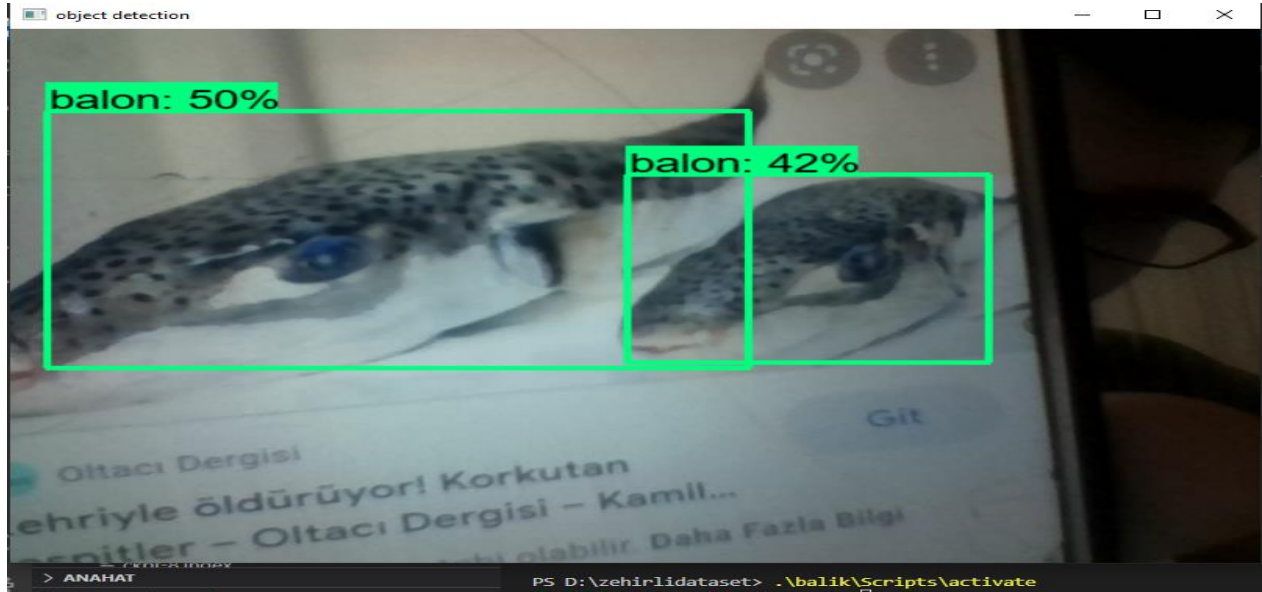 object detection
balon: 50%
balon: 42%
Git
Oltacı Dergisi
ehriyle öldürüyor! Korkutan
Oltacı Dergisi – Kamil...
olabilir. Daha Fazla Bilgi
> ANAHAT
PS D:\zehirlidataset> .\balik\Scripts\activate